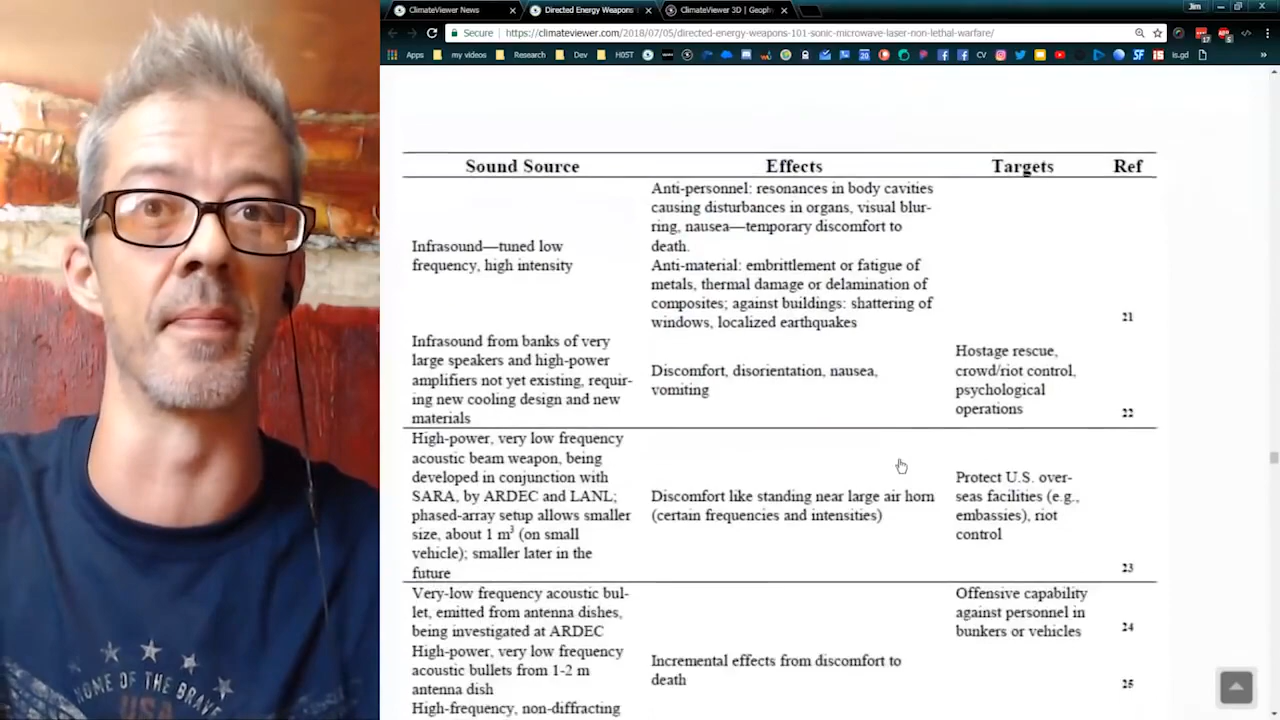 ClimateViewer News
Directed Energy Weapons
ClimateViewer 3D | Geoph
Jim
Secure
https://climateviewer.com/2018/07/05/directed-energy-weapons-101-sonic-microwave-laser-non-lethal-warfare/
Apps
my videos
Research
Dev
H0ST
CV
is.gd
Sound Source
Effects
Targets
Ref
Infrasound—tuned low
frequency, high intensity
Anti-personnel: resonances in body cavities
causing disturbances in organs, visual blur-
ring, nausea—temporary discomfort to
death.
Anti-material: embrittlement or fatigue of
metals, thermal damage or delamination of
composites; against buildings: shattering of
windows, localized earthquakes
21
Infrasound from banks of very
large speakers and high-power
amplifiers not yet existing, requir-
ing new cooling design and new
materials
Discomfort, disorientation, nausea,
vomiting
Hostage rescue,
crowd/riot control,
psychological
operations
22
High-power, very low frequency
acoustic beam weapon, being
developed in conjunction with
SARA, by ARDEC and LANL;
phased-array setup allows smaller
size, about 1 m³ (on small
vehicle); smaller later in the
future
Discomfort like standing near large air horn
(certain frequencies and intensities)
Protect U.S. over-
seas facilities (e.g.,
embassies), riot
control
23
Very-low frequency acoustic bul-
let, emitted from antenna dishes,
being investigated at ARDEC
Offensive capability
against personnel in
bunkers or vehicles
24
High-power, very low frequency
acoustic bullets from 1-2 m
antenna dish
Incremental effects from discomfort to
death
25
High-frequency, non-diffracting
HOME OF THE BRAVE
USA